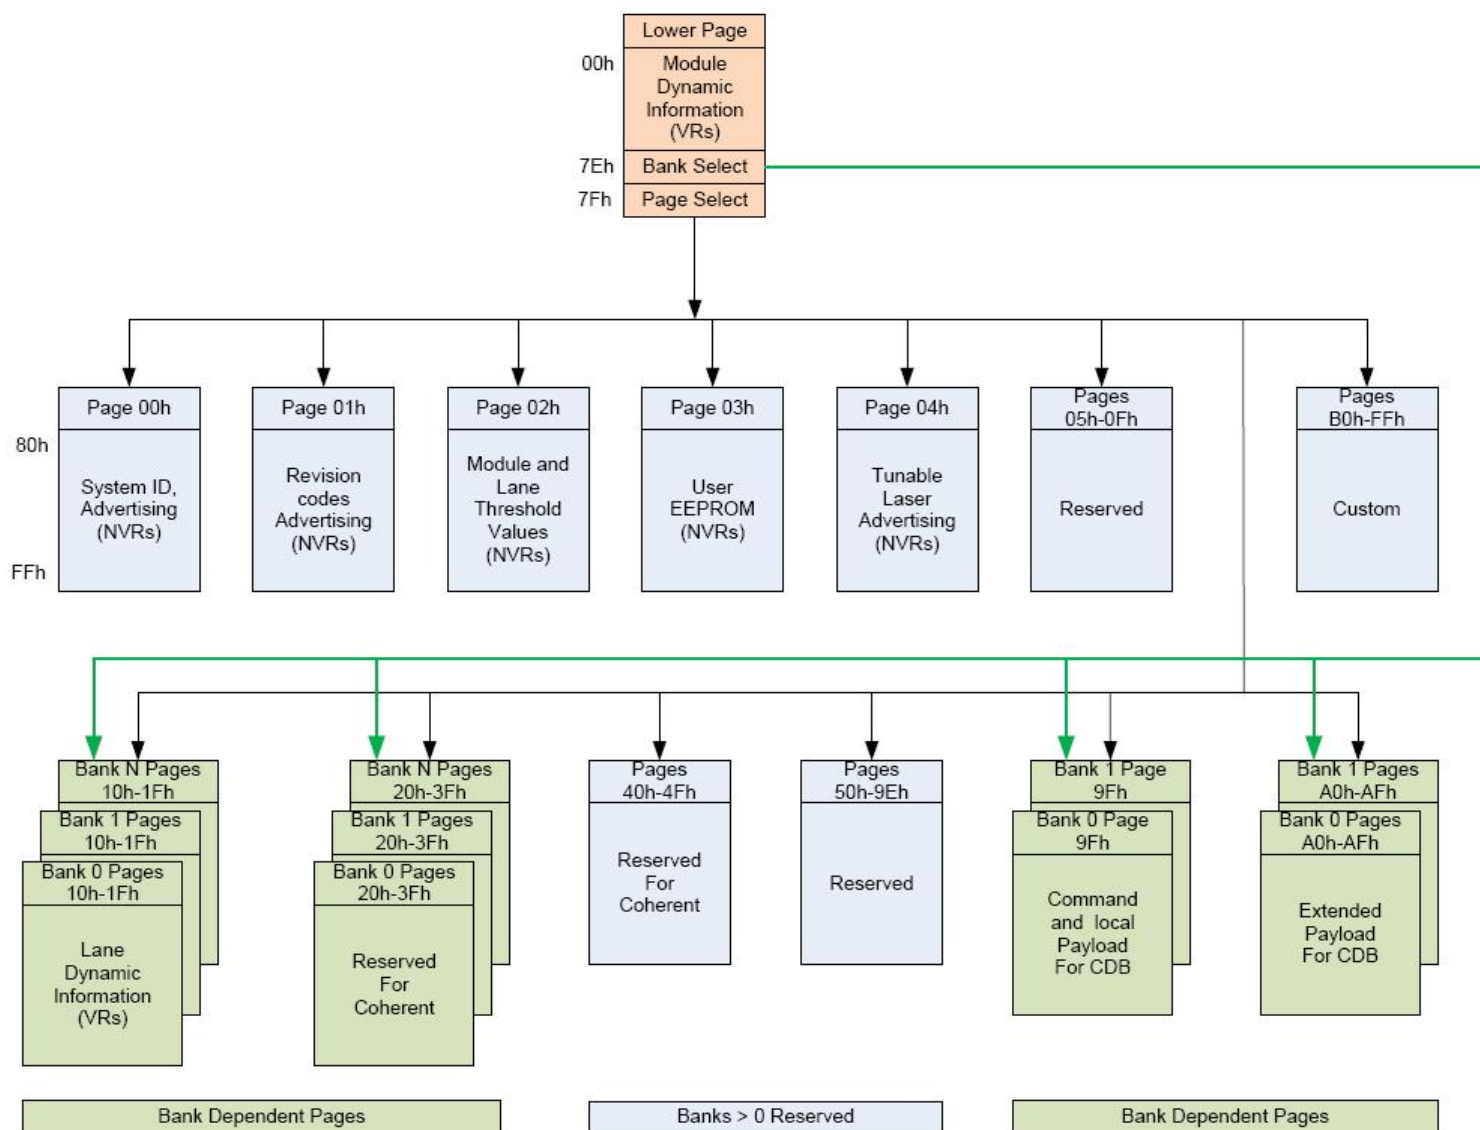 Lower Page
00h
Module
Dynamic
Information
(VRs)
7Eh
Bank Select
7Fh
Page Select
Page 00h
80h
System ID,
Advertising
(NVRs)
FFh
Page 01h
Revision
codes
Advertising
(NVRs)
Page 02h
Module and
Lane
Threshold
Values
(NVRs)
Page 03h
User
EEPROM
(NVRs)
Page 04h
Tunable
Laser
Advertising
(NVRs)
Pages
05h-0Fh
Reserved
Pages
B0h-FFh
Custom
Bank N Pages
10h-1Fh
Bank 1 Pages
10h-1Fh
Bank 0 Pages
10h-1Fh
Lane
Dynamic
Information
(VRs)
Bank N Pages
20h-3Fh
Bank 1 Pages
20h-3Fh
Bank 0 Pages
20h-3Fh
Reserved
For
Coherent
Pages
40h-4Fh
Reserved
For
Coherent
Pages
50h-9Eh
Reserved
Bank 1 Page
9Fh
Bank 0 Page
9Fh
Command
and local
Payload
For CDB
Bank 1 Pages
A0h-AFh
Bank 0 Pages
A0h-AFh
Extended
Payload
For CDB
Bank Dependent Pages
Banks > 0 Reserved
Bank Dependent Pages